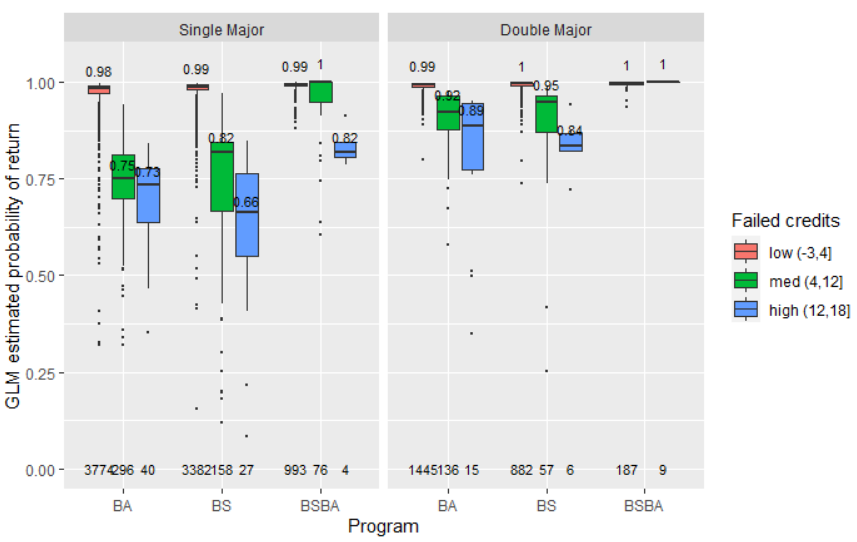 Single Major
Double Major
GLM estimated probability of return
1.00
0.75
0.50
0.25
0.00
0.98
0.75
0.73
0.99
0.82
0.66
0.99
1
0.82
0.99
0.92
0.89
1
0.95
0.84
1
1
3774 296 40
3382 158 27
993 76 4
1445 136 15
882 57 6
187 9
BA BS BSBA
BA BS BSBA
Program
Failed credits
low (-3,4]
med (4,12]
high (12,18]